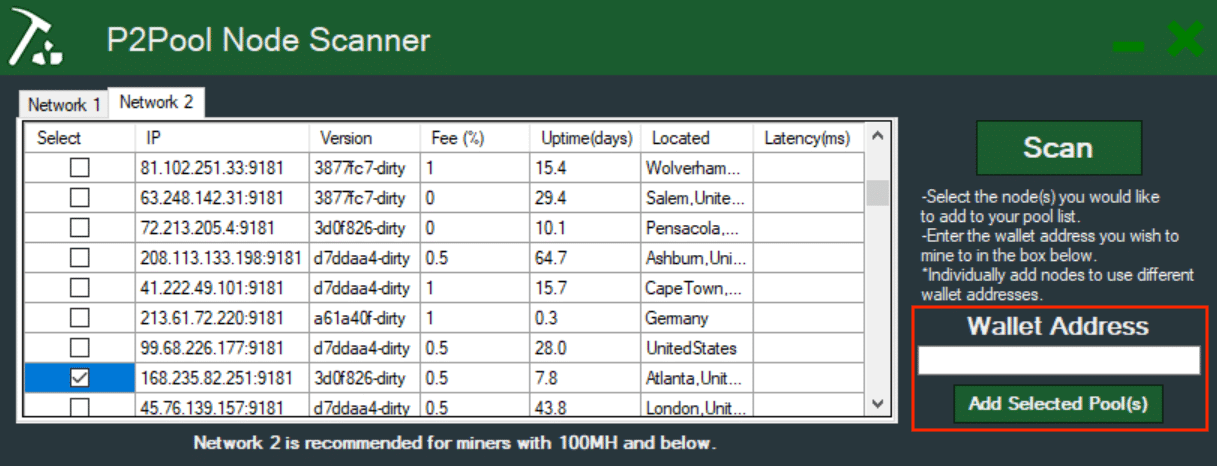 P2Pool Node Scanner
Network 1 Network 2
Select IP Version Fee (%) Uptime(days) Located Latency(ms)
81.102.251.33:9181 3877fc7-dirty 1 15.4 Wolverham...
63.248.142.31:9181 3877fc7-dirty 0 29.4 Salem,Unite...
72.213.205.4:9181 3d0f826-dirty 0 10.1 Pensacola,...
208.113.133.198:9181 d7ddaa4-dirty 0.5 64.7 Ashburn,Uni...
41.222.49.101:9181 d7ddaa4-dirty 1 15.7 CapeTown,...
213.61.72.220:9181 a61a40f-dirty 1 0.3 Germany
99.68.226.177:9181 d7ddaa4-dirty 0.5 28.0 UnitedStates
168.235.82.251:9181 3d0f826-dirty 0.5 7.8 Atlanta,Unit...
45.76.139.157:9181 d7ddaa4-dirty 0.5 43.8 London,Unit...
Network 2 is recommended for miners with 100MH and below.
Scan
-Select the node(s) you would like
to add to your pool list.
-Enter the wallet address you wish to
mine to in the box below.
*Individually add nodes to use different
wallet addresses.
Wallet Address
Add Selected Pool(s)